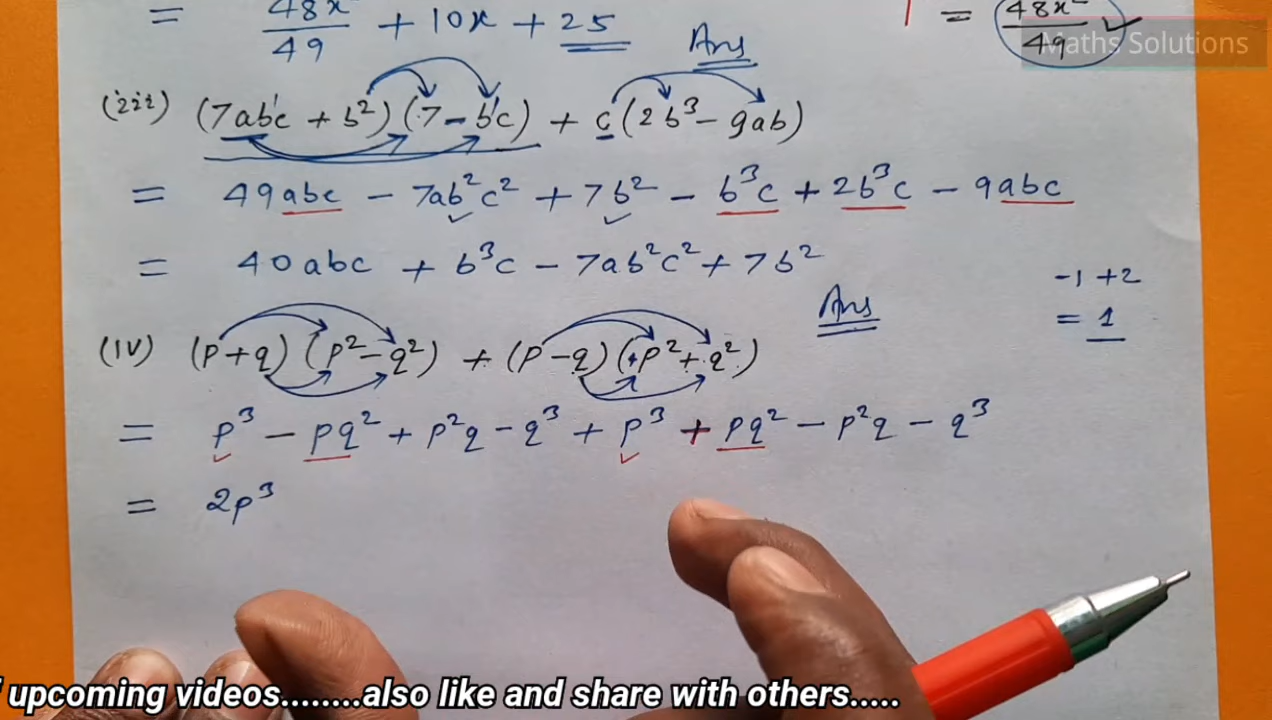 = 48x²/49 + 10x + 25 Ans
= 48x²/49
Maths Solutions
(iii) (7abc + b²) (7 - bc) + c (2b³ - 9ab)
= 49abc - 7ab²c² + 7b² - b³c + 2b³c - 9abc
= 40abc + b³c - 7ab²c² + 7b² Ans
-1 +2
= 1
(IV) (p+q) (p²-q²) + (p-q) (+p²+q²)
= p³ - pq² + p²q - q³ + p³ + pq² - p²q - q³
= 2p³
upcoming videos........also like and share with others.....